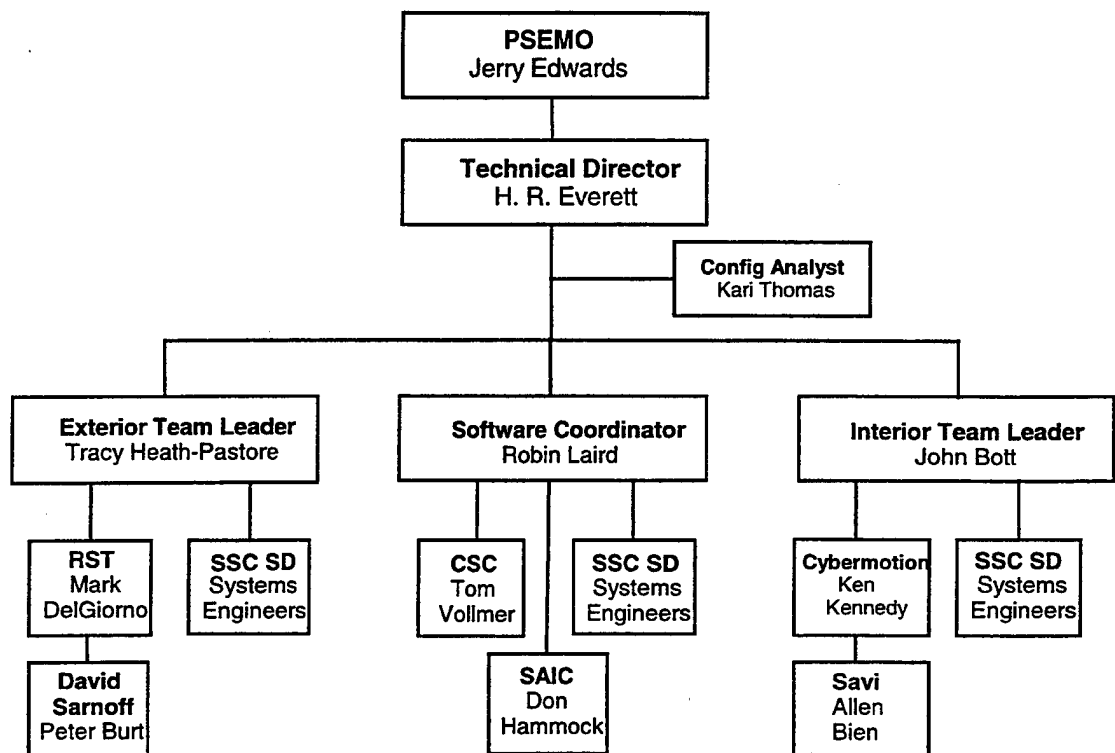 PSEMO
Jerry Edwards
Technical Director
H. R. Everett
Config Analyst
Kari Thomas
Exterior Team Leader
Tracy Heath-Pastore
Software Coordinator
Robin Laird
Interior Team Leader
John Bott
RST
Mark
DelGiorno
SSC SD
Systems
Engineers
CSC
Tom
Vollmer
SSC SD
Systems
Engineers
Cybermotion
Ken
Kennedy
SSC SD
Systems
Engineers
David
Sarnoff
Peter Burt
SAIC
Don
Hammock
Savi
Allen
Bien